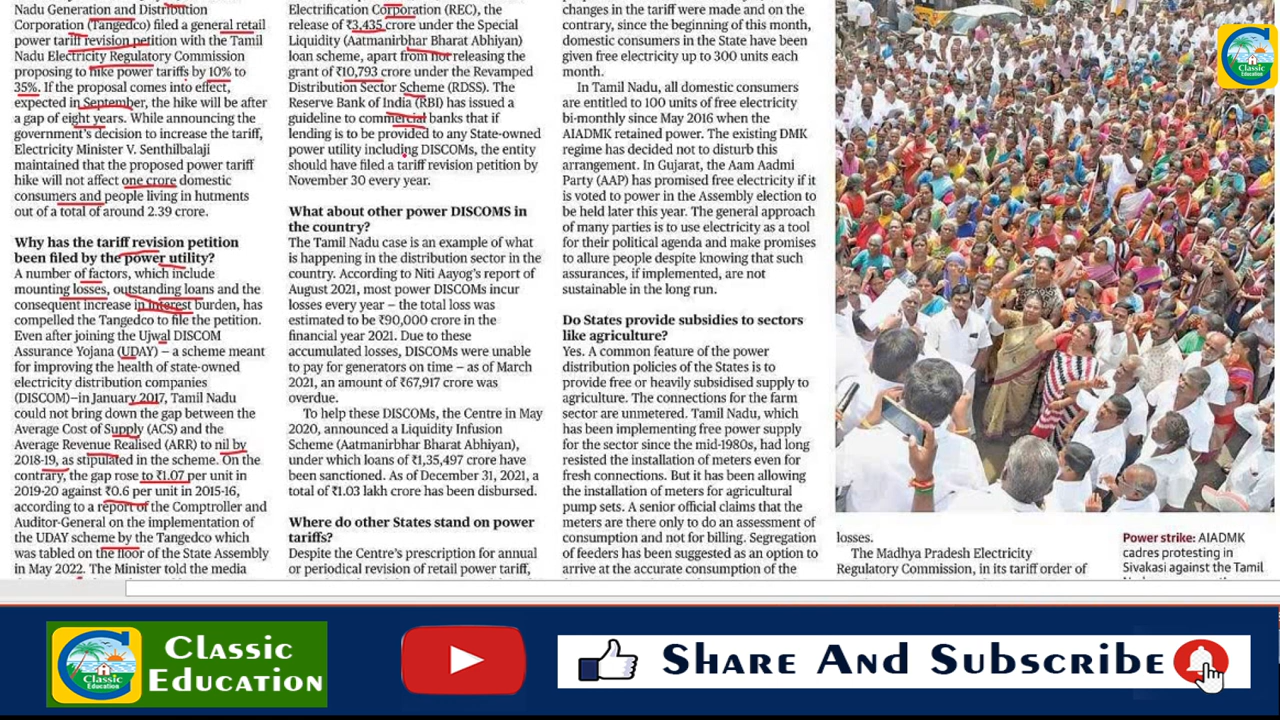 Nadu Generation and Distribution
Corporation (Tangedco) filed a general retail
power tariff revision petition with the Tamil
Nadu Electricity Regulatory Commission
proposing to hike power tariffs by 10% to
35%. If the proposal comes into effect,
expected in September, the hike will be after
a gap of eight years. While announcing the
government's decision to increase the tariff,
Electricity Minister V. Senthilbalaji
maintained that the proposed power tariff
hike will not affect one crore domestic
consumers and people living in hutments
out of a total of around 2.39 crore.
Why has the tariff revision petition
been filed by the power utility?
A number of factors, which include
mounting losses, outstanding loans and the
consequent increase in interest burden, has
compelled the Tangedco to file the petition.
Even after joining the Ujwal DISCOM
Assurance Yojana (UDAY) – a scheme meant
for improving the health of state-owned
electricity distribution companies
(DISCOM)–in January 2017, Tamil Nadu
could not bring down the gap between the
Average Cost of Supply (ACS) and the
Average Revenue Realised (ARR) to nil by
2018-19, as stipulated in the scheme. On the
contrary, the gap rose to ₹1.07 per unit in
2019-20 against ₹0.6 per unit in 2015-16,
according to a report of the Comptroller and
Auditor-General on the implementation of
the UDAY scheme by the Tangedco which
was tabled on the floor of the State Assembly
in May 2022. The Minister told the media
Electrification Corporation (REC), the
release of ₹3,435 crore under the Special
Liquidity (Aatmanirbhar Bharat Abhiyan)
loan scheme, apart from not releasing the
grant of ₹10,793 crore under the Revamped
Distribution Sector Scheme (RDSS). The
Reserve Bank of India (RBI) has issued a
guideline to commercial banks that if
lending is to be provided to any State-owned
power utility including DISCOMs, the entity
should have filed a tariff revision petition by
November 30 every year.
What about other power DISCOMS in
the country?
The Tamil Nadu case is an example of what
is happening in the distribution sector in the
country. According to Niti Aayog's report of
August 2021, most power DISCOMs incur
losses every year – the total loss was
estimated to be ₹90,000 crore in the
financial year 2021. Due to these
accumulated losses, DISCOMs were unable
to pay for generators on time – as of March
2021, an amount of ₹67,917 crore was
overdue.
To help these DISCOMs, the Centre in May
2020, announced a Liquidity Infusion
Scheme (Aatmanirbhar Bharat Abhiyan),
under which loans of ₹1,35,497 crore have
been sanctioned. As of December 31, 2021, a
total of ₹1.03 lakh crore has been disbursed.
Where do other States stand on power
tariffs?
Despite the Centre's prescription for annual
or periodical revision of retail power tariff,
changes in the tariff were made and on the
contrary, since the beginning of this month,
domestic consumers in the State have been
given free electricity up to 300 units each
month.
In Tamil Nadu, all domestic consumers
are entitled to 100 units of free electricity
bi-monthly since May 2016 when the
AIADMK retained power. The existing DMK
regime has decided not to disturb this
arrangement. In Gujarat, the Aam Aadmi
Party (AAP) has promised free electricity if it
is voted to power in the Assembly election to
be held later this year. The general approach
of many parties is to use electricity as a tool
for their political agenda and make promises
to allure people despite knowing that such
assurances, if implemented, are not
sustainable in the long run.
Do States provide subsidies to sectors
like agriculture?
Yes. A common feature of the power
distribution policies of the States is to
provide free or heavily subsidised supply to
agriculture. The connections for the farm
sector are unmetered. Tamil Nadu, which
has been implementing free power supply
for the sector since the mid-1980s, had long
resisted the installation of meters even for
fresh connections. But it has been allowing
the installation of meters for agricultural
pump sets. A senior official claims that the
meters are there only to do an assessment of
consumption and not for billing. Segregation
of feeders has been suggested as an option to
arrive at the accurate consumption of the
losses.
The Madhya Pradesh Electricity
Regulatory Commission, in its tariff order of
Power strike: AIADMK
cadres protesting in
Sivakasi against the Tamil
Classic
Education
Classic
Education
Classic
Education
Share And Subscribe